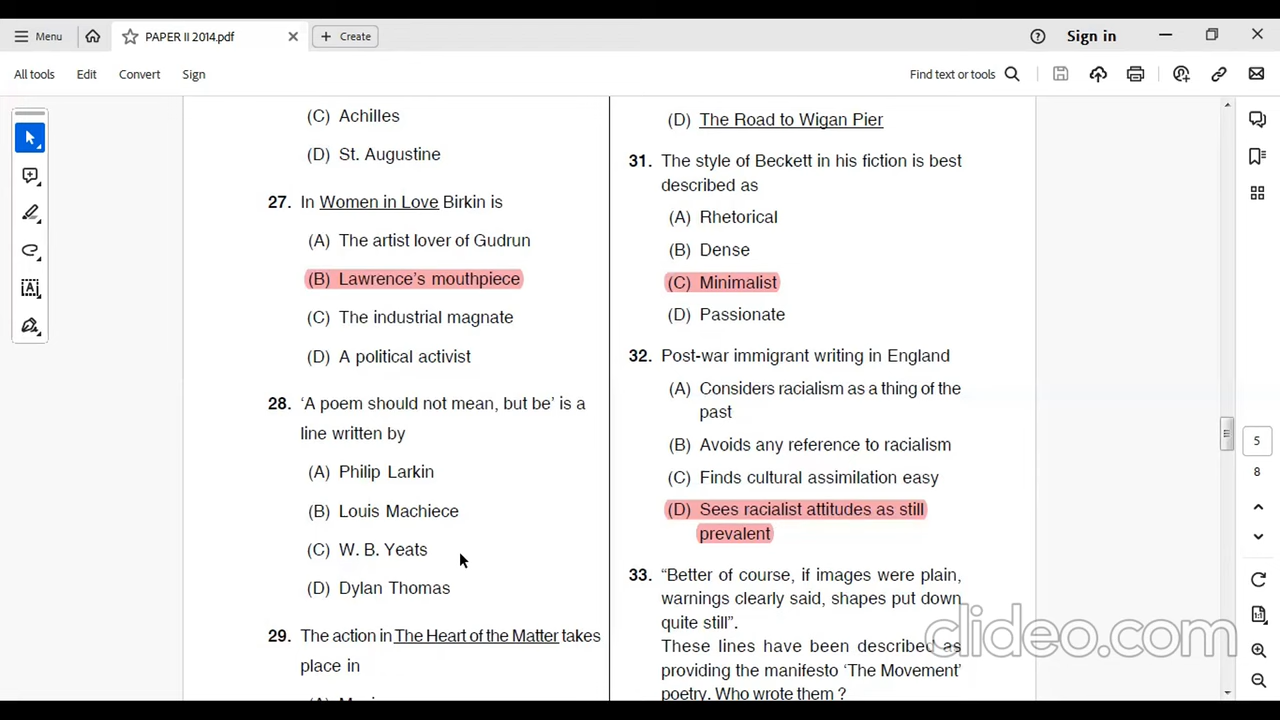 Menu
PAPER II 2014.pdf
Create
Sign in
All tools
Edit
Convert
Sign
Find text or tools
(C) Achilles
(D) St. Augustine
27. In Women in Love Birkin is
(A) The artist lover of Gudrun
(B) Lawrence's mouthpiece
(C) The industrial magnate
(D) A political activist
28. 'A poem should not mean, but be' is a
line written by
(A) Philip Larkin
(B) Louis Machiece
(C) W. B. Yeats
(D) Dylan Thomas
29. The action in The Heart of the Matter takes
place in
(D) The Road to Wigan Pier
31. The style of Beckett in his fiction is best
described as
(A) Rhetorical
(B) Dense
(C) Minimalist
(D) Passionate
32. Post-war immigrant writing in England
(A) Considers racialism as a thing of the
past
(B) Avoids any reference to racialism
(C) Finds cultural assimilation easy
(D) Sees racialist attitudes as still
prevalent
33. "Better of course, if images were plain,
warnings clearly said, shapes put down
quite still".
These lines have been described as
providing the manifesto 'The Movement'
poetry. Who wrote them ?
5
8
1:1
clideo.com